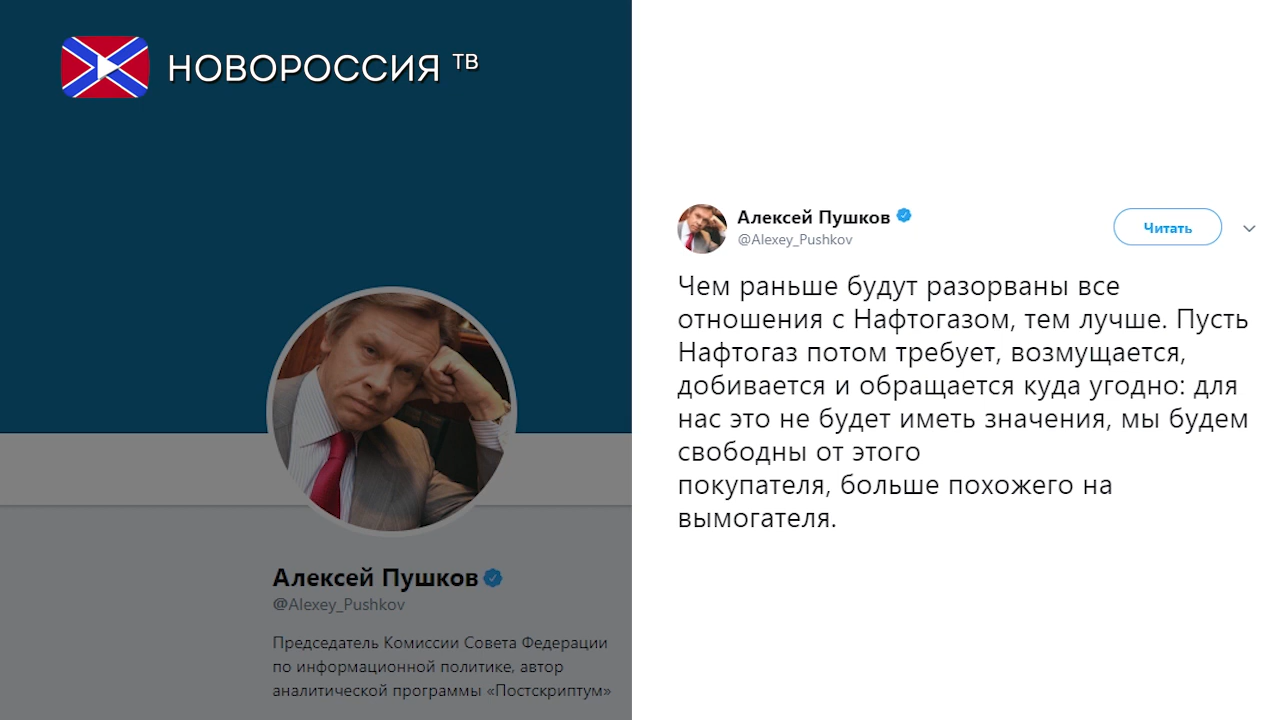 НОВОРОССИЯ ТВ
Алексей Пушков
@Alexey_Pushkov
Председатель Комиссии Совета Федерации
по информационной политике, автор
аналитической программы «Постскриптум»
Алексей Пушков
@Alexey_Pushkov
Читать
Чем раньше будут разорваны все
отношения с Нафтогазом, тем лучше. Пусть
Нафтогаз потом требует, возмущается,
добивается и обращается куда угодно: для
нас это не будет иметь значения, мы будем
свободны от этого
покупателя, больше похожего на
вымогателя.